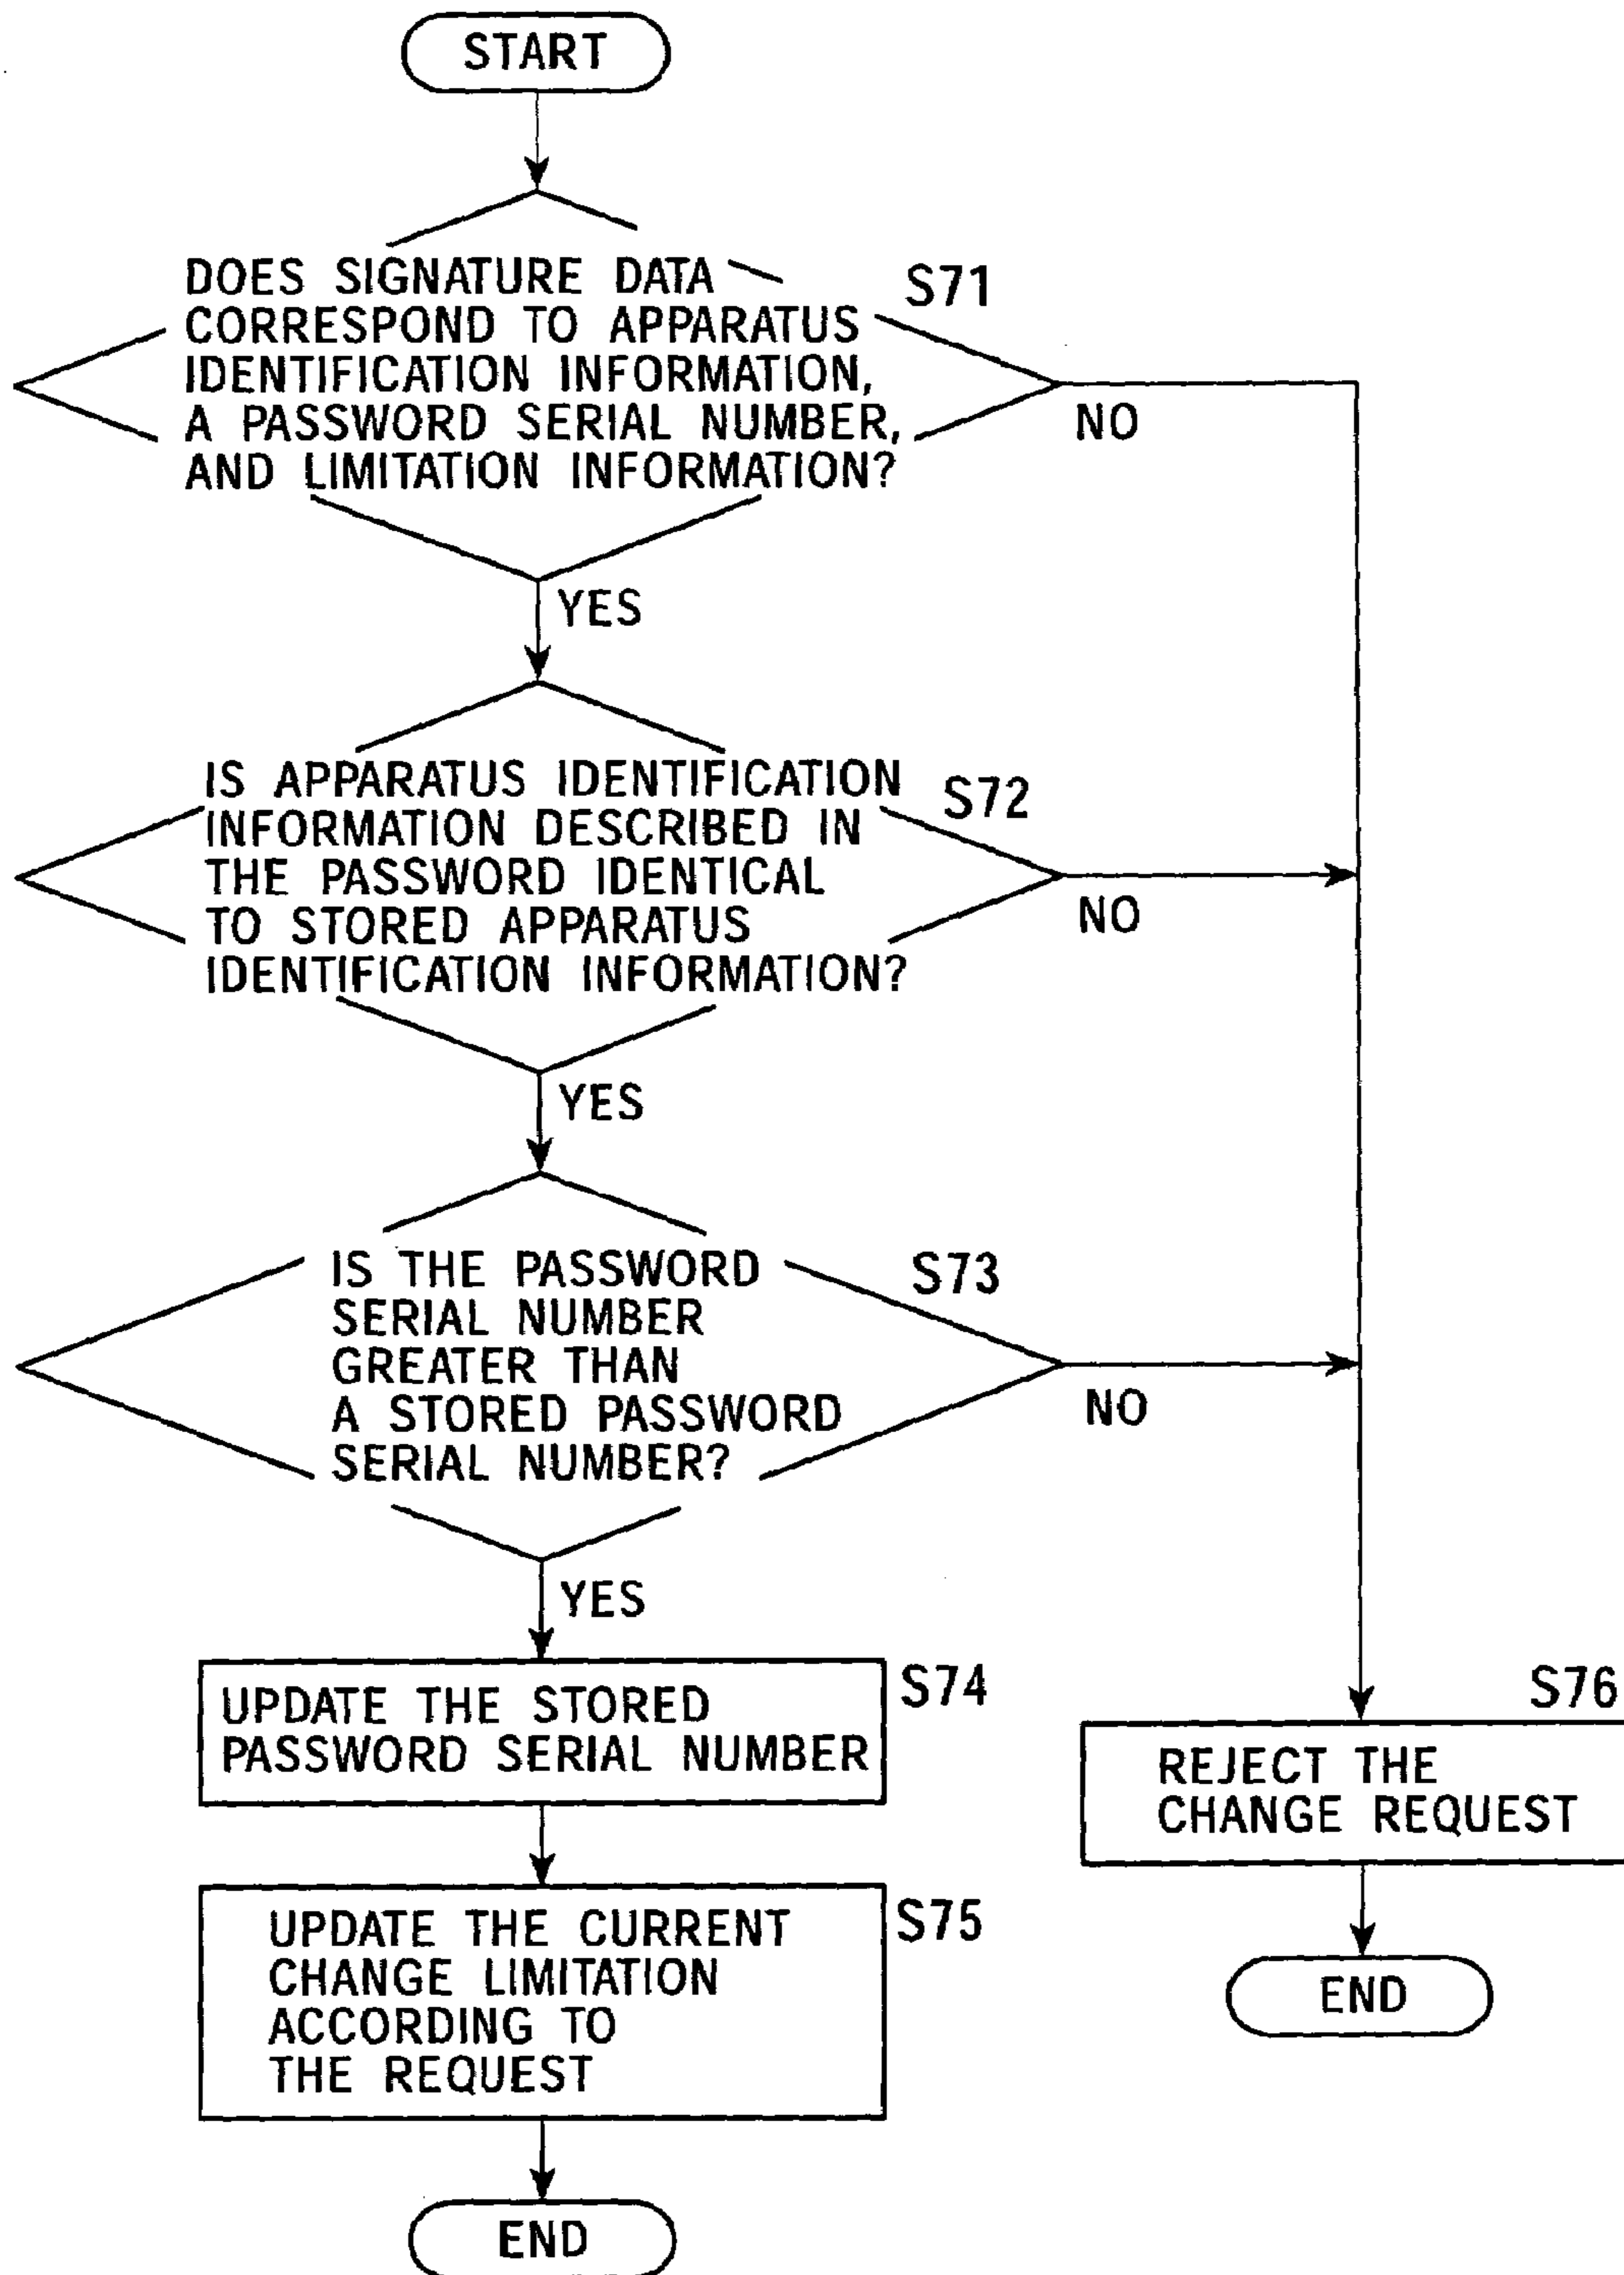 START
DOES SIGNATURE DATA
CORRESPOND TO APPARATUS
IDENTIFICATION INFORMATION,
A PASSWORD SERIAL NUMBER,
AND LIMITATION INFORMATION?
S71
NO
YES
IS APPARATUS IDENTIFICATION
INFORMATION DESCRIBED IN
THE PASSWORD IDENTICAL
TO STORED APPARATUS
IDENTIFICATION INFORMATION?
S72
NO
YES
IS THE PASSWORD
SERIAL NUMBER
GREATER THAN
A STORED PASSWORD
SERIAL NUMBER?
S73
NO
YES
UPDATE THE STORED
PASSWORD SERIAL NUMBER
S74
UPDATE THE CURRENT
CHANGE LIMITATION
ACCORDING TO
THE REQUEST
S75
END
S76
REJECT THE
CHANGE REQUEST
END